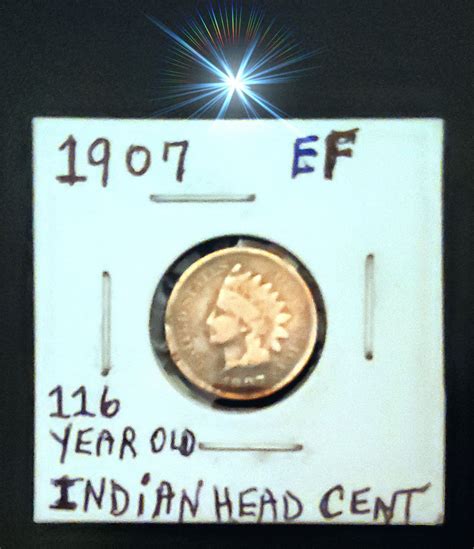 1907 EF
116
YEAR OLD
INDIAN HEAD CENT